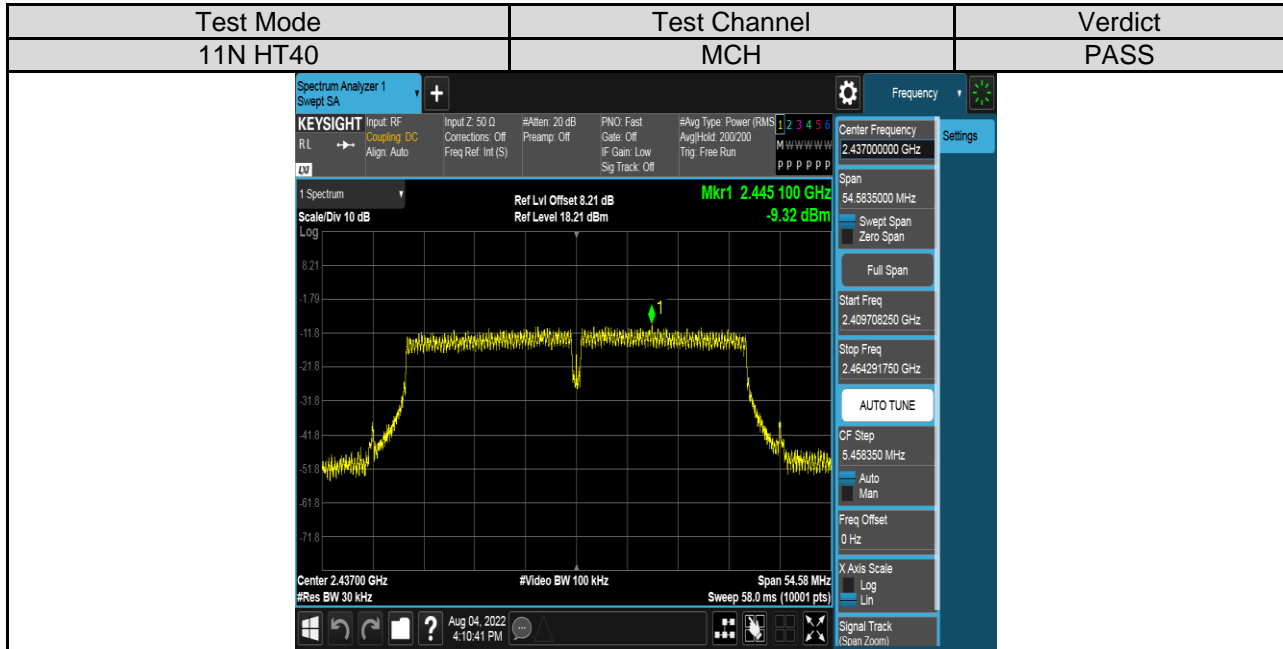 Test Mode Test Channel Verdict
11N HT40 MCH PASS
Spectrum Analyzer 1
Swept SA
+
Frequency
KEYSIGHT
RL
LXI
Input: RF
Coupling: DC
Align: Auto
Input Z: 50 Ω
Corrections: Off
Freq Ref: Int (S)
#Atten: 20 dB
Preamp: Off
PNO: Fast
Gate: Off
IF Gain: Low
Sig Track: Off
#Avg Type: Power (RMS
Avg|Hold: 200/200
Trig: Free Run
1 2 3 4 5 6
M W W W W W
P P P P P P
1 Spectrum
Scale/Div 10 dB
Ref Lvl Offset 8.21 dB
Ref Level 18.21 dBm
Mkr1 2.445 100 GHz
-9.32 dBm
Log
8.21
-1.79
-11.8
-21.8
-31.8
-41.8
-51.8
-61.8
-71.8
1
Center 2.43700 GHz
#Res BW 30 kHz
#Video BW 100 kHz
Span 54.58 MHz
Sweep 58.0 ms (10001 pts)
Center Frequency
2.437000000 GHz
Settings
Span
54.5835000 MHz
Swept Span
Zero Span
Full Span
Start Freq
2.409708250 GHz
Stop Freq
2.464291750 GHz
AUTO TUNE
CF Step
5.458350 MHz
Auto
Man
Freq Offset
0 Hz
X Axis Scale
Log
Lin
Signal Track
(Span Zoom)
?
Aug 04, 2022
4:10:41 PM